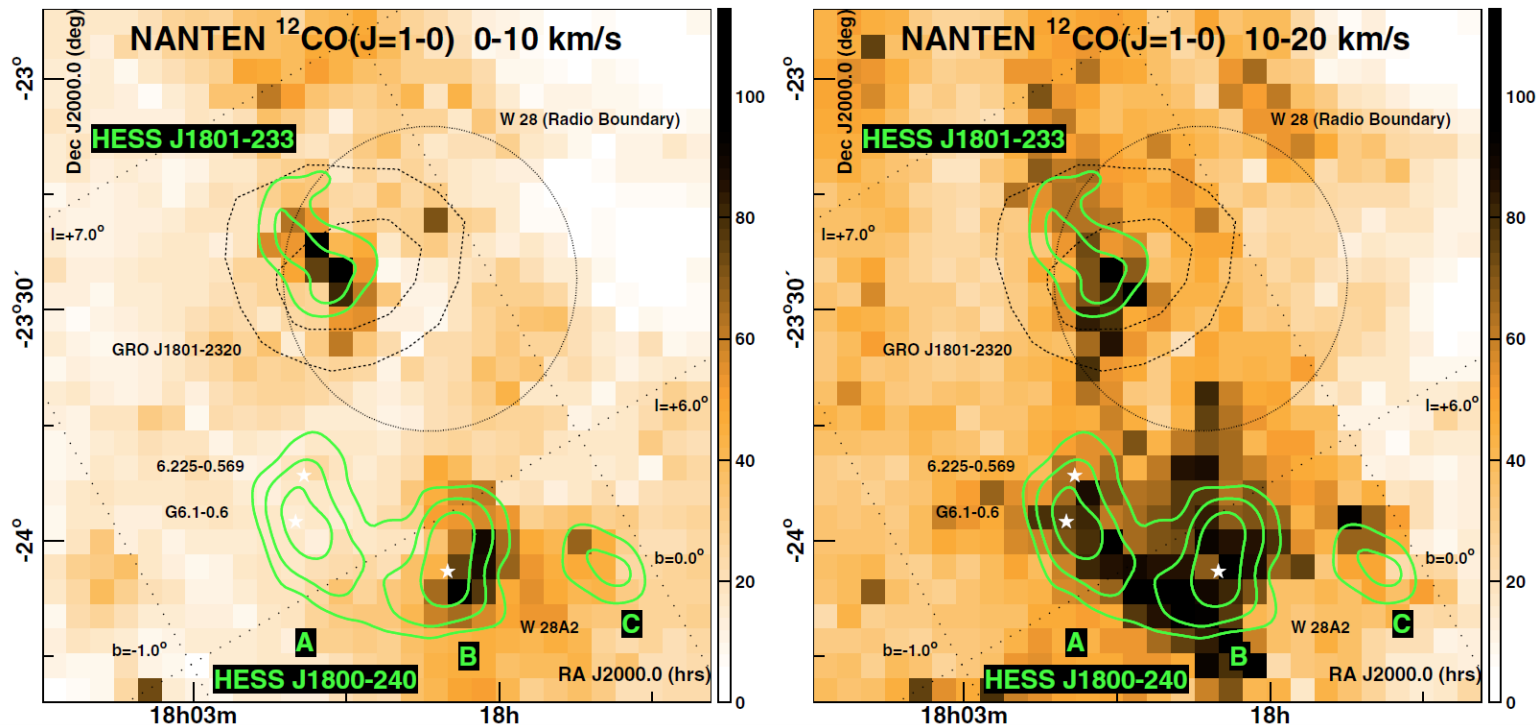 NANTEN ¹²CO(J=1-0) 0-10 km/s
Dec J2000.0 (deg)
-23°
W 28 (Radio Boundary)
HESS J1801-233
l=+7.0°
-23°30´
GRO J1801-2320
l=+6.0°
6.225-0.569
G6.1-0.6
-24°
b=0.0°
C
W 28A2
A
B
b=-1.0°
HESS J1800-240
RA J2000.0 (hrs)
18h03m
18h
100
80
60
40
20
0
NANTEN ¹²CO(J=1-0) 10-20 km/s
Dec J2000.0 (deg)
-23°
W 28 (Radio Boundary)
HESS J1801-233
l=+7.0°
-23°30´
GRO J1801-2320
l=+6.0°
6.225-0.569
G6.1-0.6
-24°
b=0.0°
C
W 28A2
A
B
b=-1.0°
HESS J1800-240
RA J2000.0 (hrs)
18h03m
18h
100
80
60
40
20
0